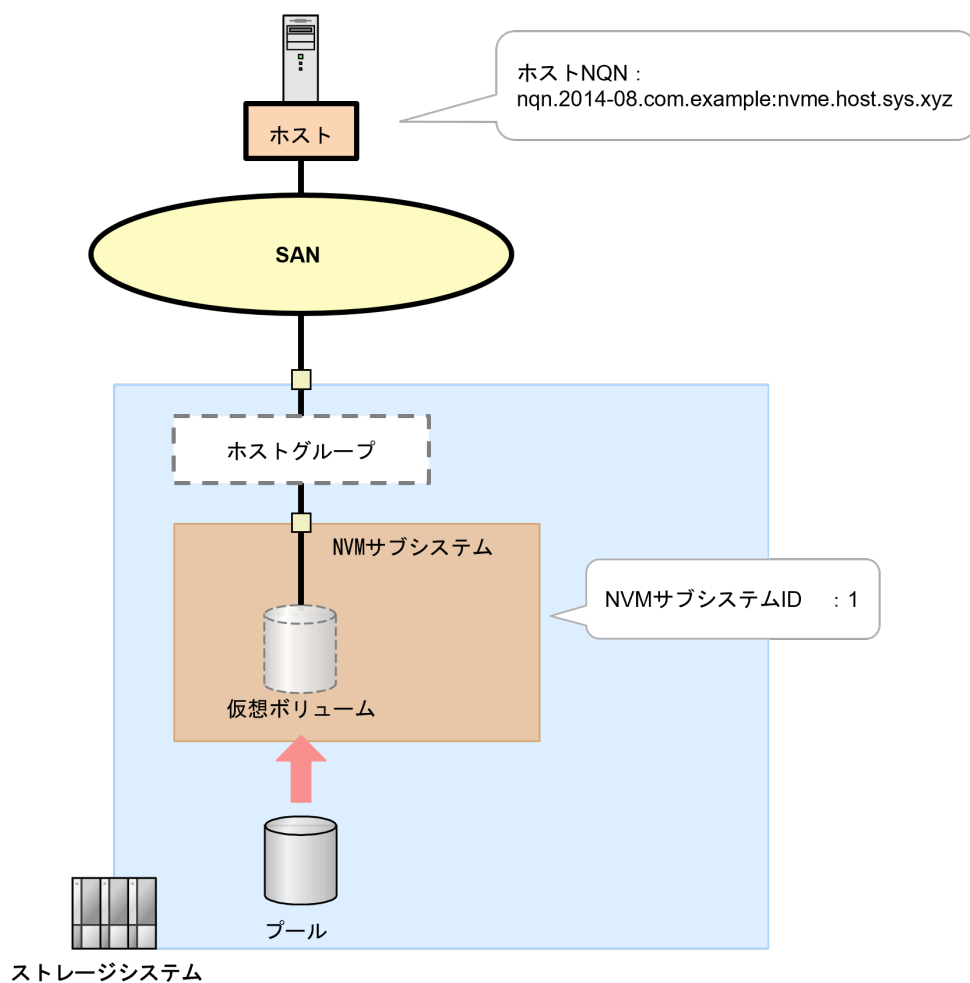 ホストNQN：
nqn.2014-08.com.example:nvme.host.sys.xyz
ホスト
SAN
ホストグループ
NVMサブシステム
NVMサブシステムID　：1
仮想ボリューム
プール
ストレージシステム